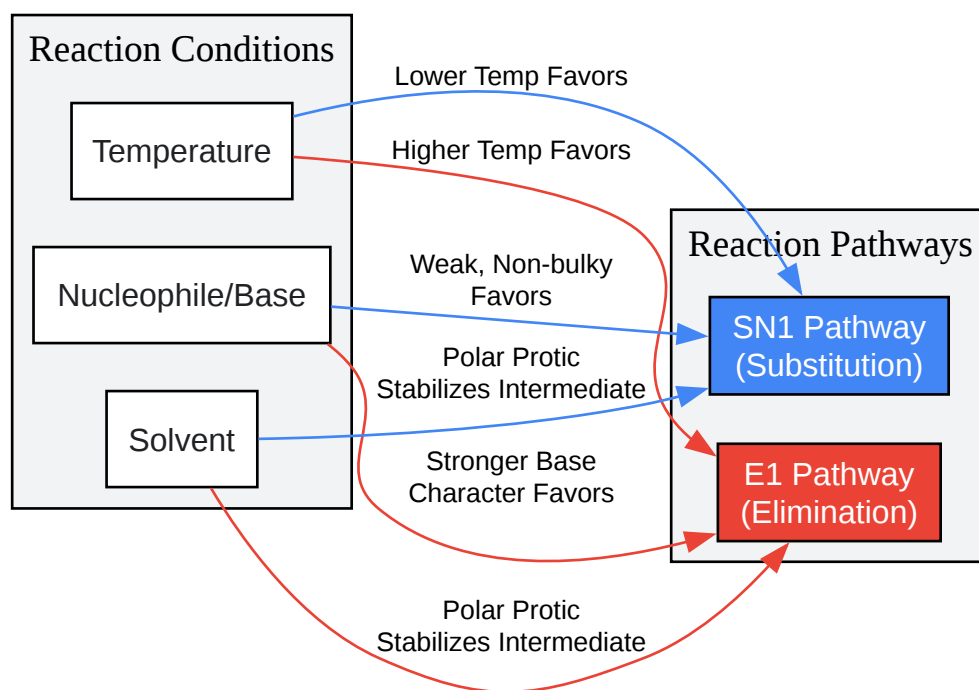 Reaction Conditions
Temperature
Nucleophile/Base
Solvent
Lower Temp Favors
Higher Temp Favors
Weak, Non-bulky
Favors
Polar Protic
Stabilizes Intermediate
Stronger Base
Character Favors
Polar Protic
Stabilizes Intermediate
Reaction Pathways
SN1 Pathway
(Substitution)
E1 Pathway
(Elimination)